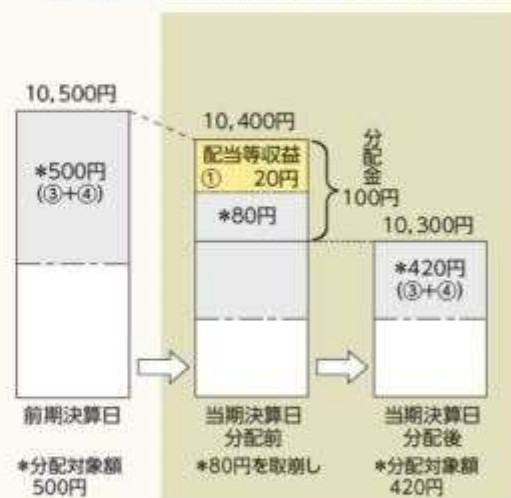 10,500円
*500円
(③+④)
前期決算日
*分配対象額
500円
10,400円
配当等収益
① 20円
*80円
分配金
100円
当期決算日
分配前
*80円を取崩し
10,300円
*420円
(③+④)
当期決算日
分配後
*分配対象額
420円